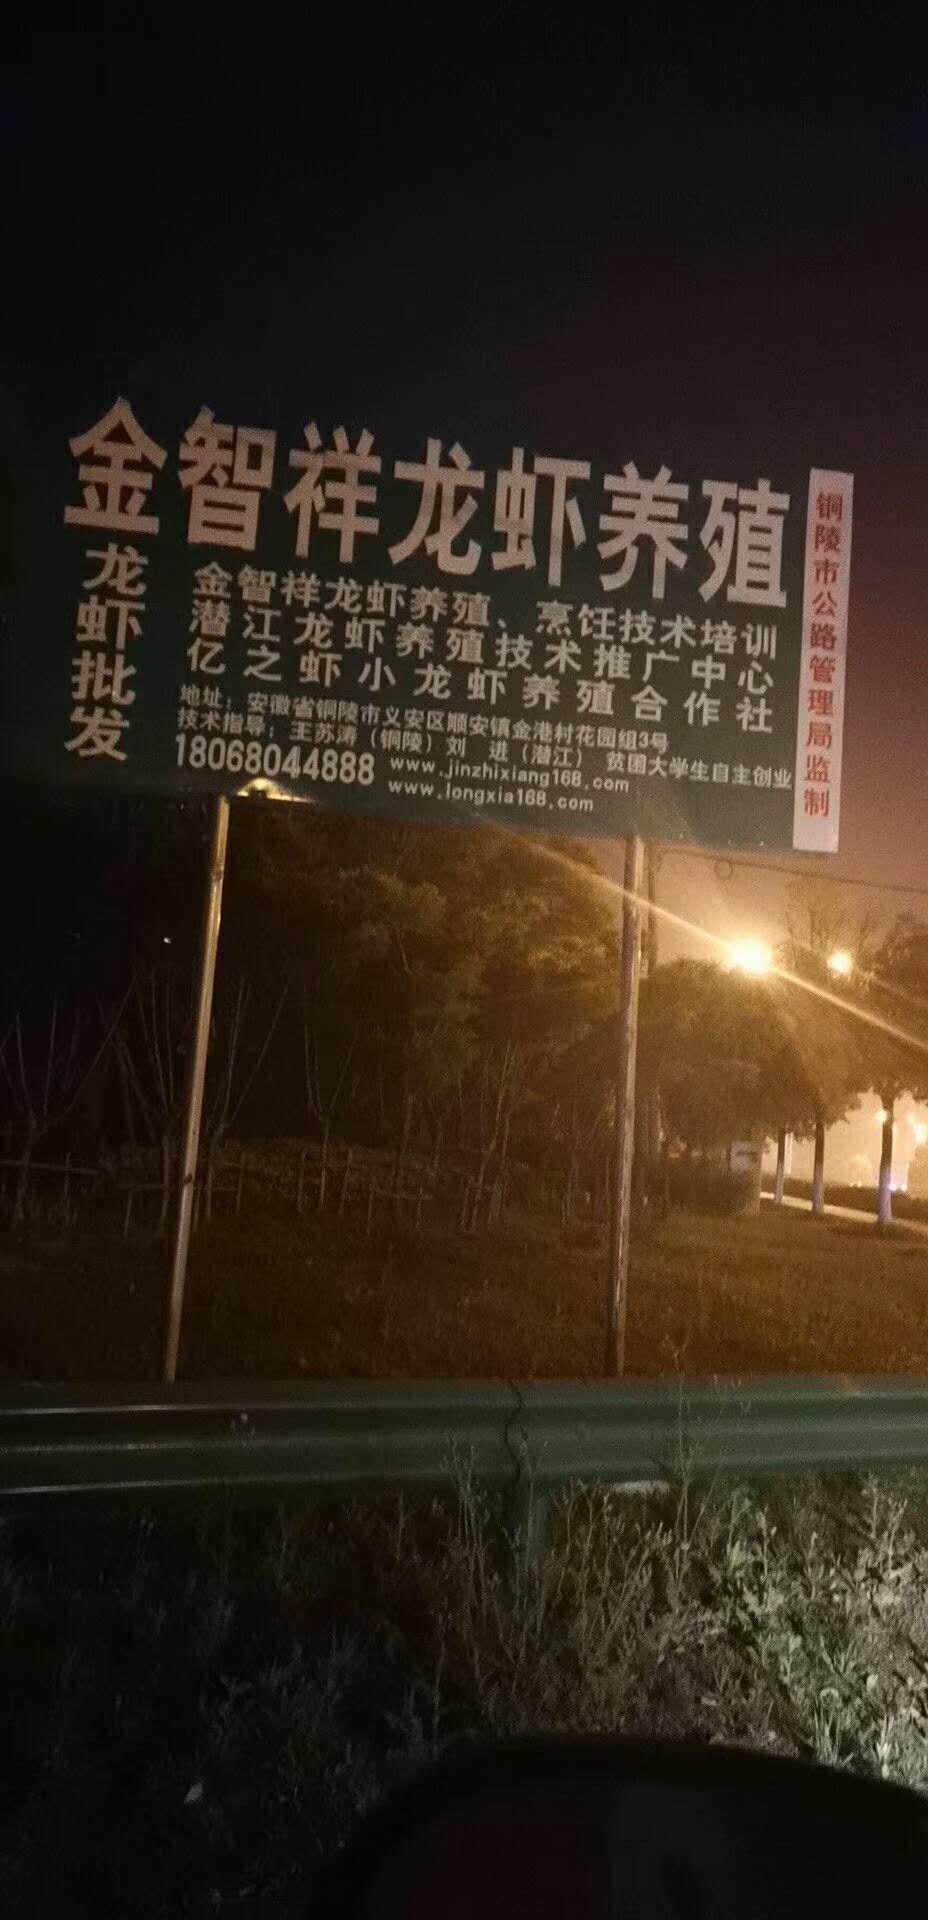 金智祥龙虾养殖
龙虾批发
金智祥龙虾养殖、烹饪技术培训
潜江龙虾养殖技术推广中心
亿之虾小龙虾养殖合作社
地址：安徽省铜陵市义安区顺安镇金港村花园组3号
技术指导：王苏涛（铜陵）刘 进（潜江） 贫困大学生自主创业
18068044888
www.jinzhixiang168.com
www.longxia168.com
铜陵市公路管理局监制